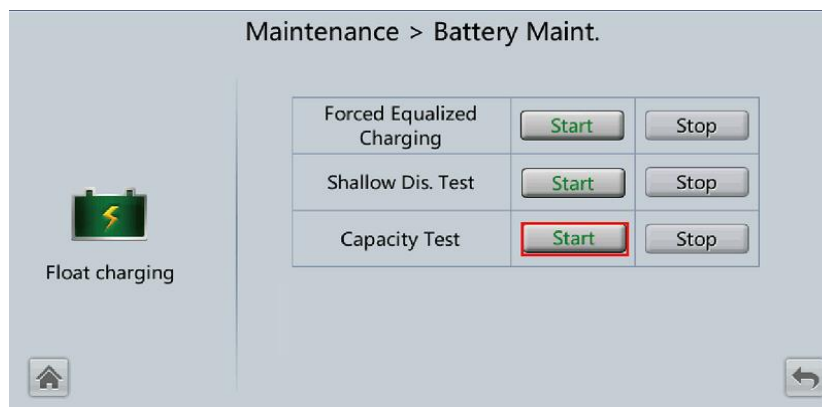 Maintenance > Battery Maint.
Forced Equalized
Charging
Start
Stop
Shallow Dis. Test
Start
Stop
Capacity Test
Start
Stop
Float charging